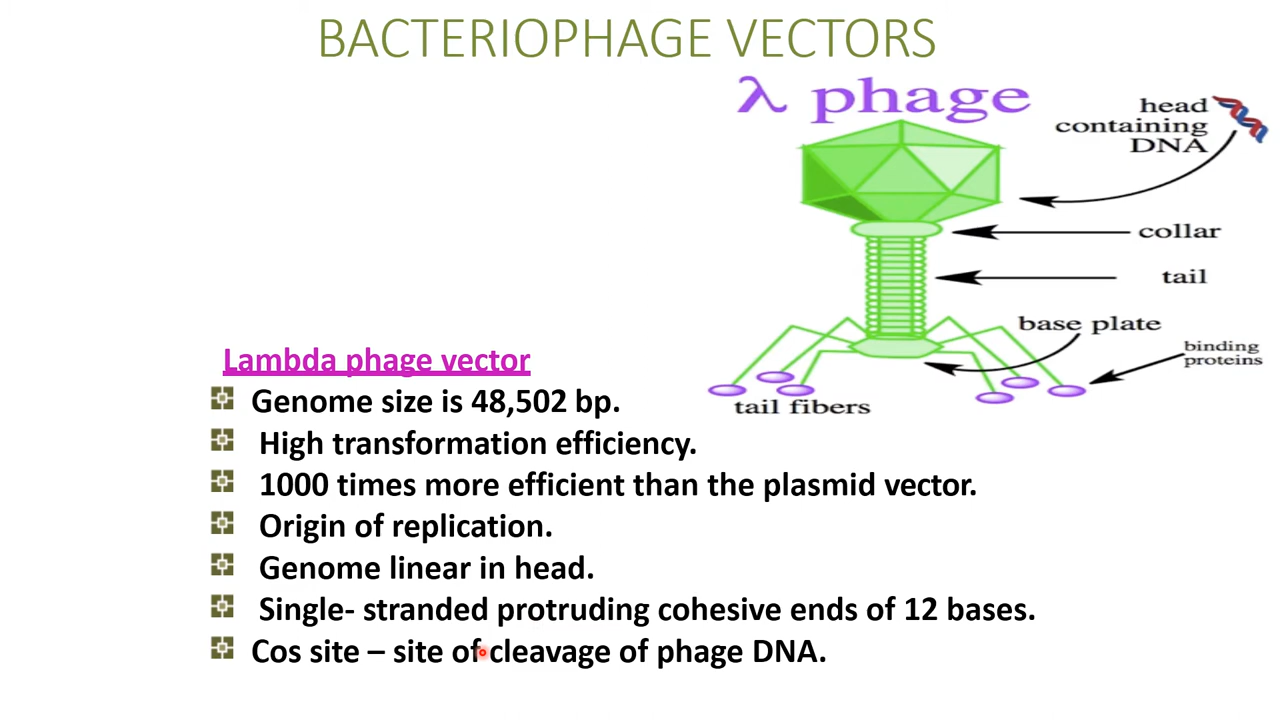 BACTERIOPHAGE VECTORS
λ phage
head
containing
DNA
collar
tail
base plate
binding
proteins
tail fibers
Lambda phage vector
Genome size is 48,502 bp.
High transformation efficiency.
1000 times more efficient than the plasmid vector.
Origin of replication.
Genome linear in head.
Single- stranded protruding cohesive ends of 12 bases.
Cos site – site of cleavage of phage DNA.